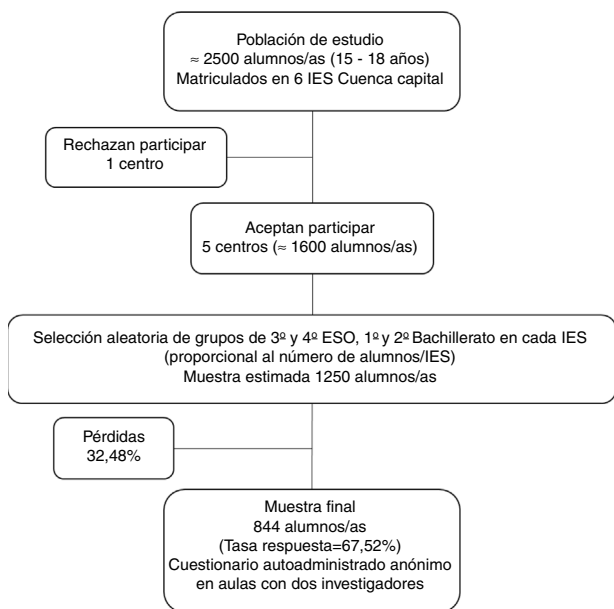 Población de estudio
≈ 2500 alumnos/as (15 - 18 años)
Matriculados en 6 IES Cuenca capital
Rechazan participar
1 centro
Aceptan participar
5 centros (≈ 1600 alumnos/as)
Selección aleatoria de grupos de 3º y 4º ESO, 1º y 2º Bachillerato en cada IES
(proporcional al número de alumnos/IES)
Muestra estimada 1250 alumnos/as
Pérdidas
32,48%
Muestra final
844 alumnos/as
(Tasa respuesta=67,52%)
Cuestionario autoadministrado anónimo
en aulas con dos investigadores